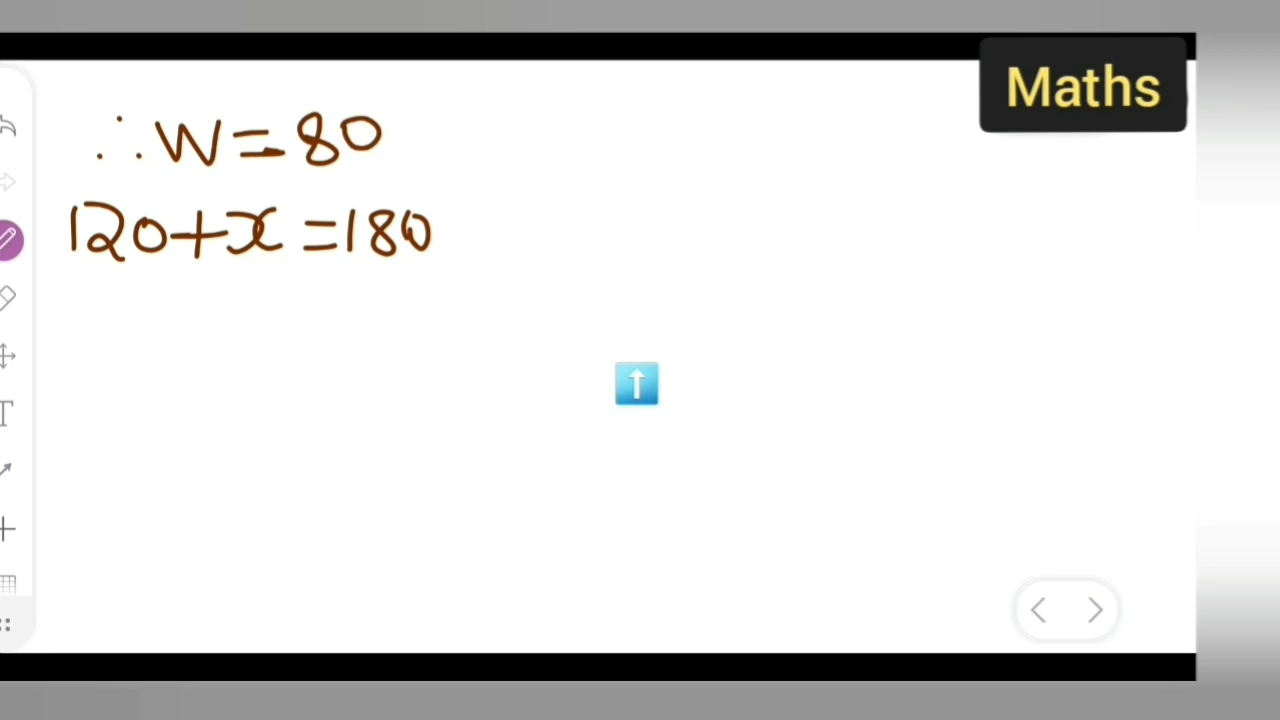 Maths
∴ W = 80
120 + x = 180